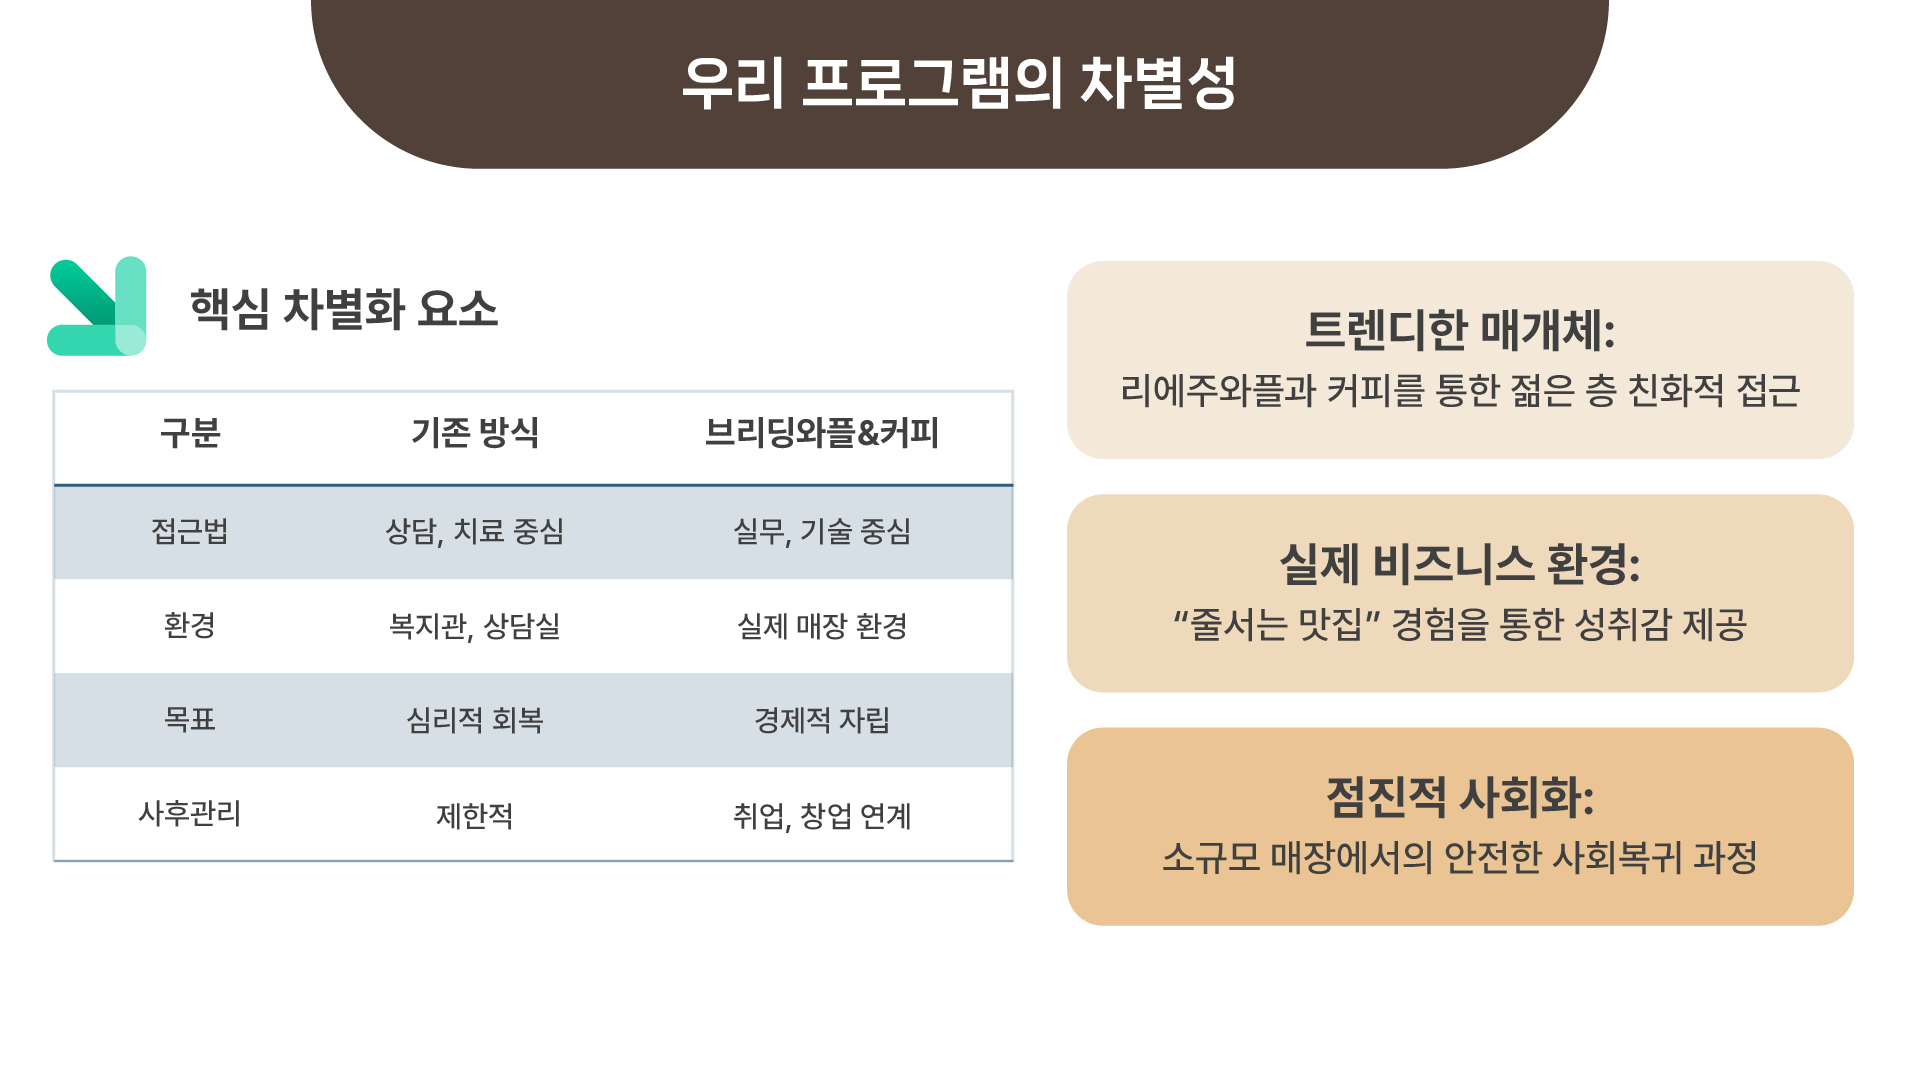 우리 프로그램의 차별성
핵심 차별화 요소
구분 기존 방식 브리딩와플&커피
접근법 상담, 치료 중심 실무, 기술 중심
환경 복지관, 상담실 실제 매장 환경
목표 심리적 회복 경제적 자립
사후관리 제한적 취업, 창업 연계
트렌디한 매개체:
리에주와플과 커피를 통한 젊은 층 친화적 접근
실제 비즈니스 환경:
“줄서는 맛집” 경험을 통한 성취감 제공
점진적 사회화:
소규모 매장에서의 안전한 사회복귀 과정